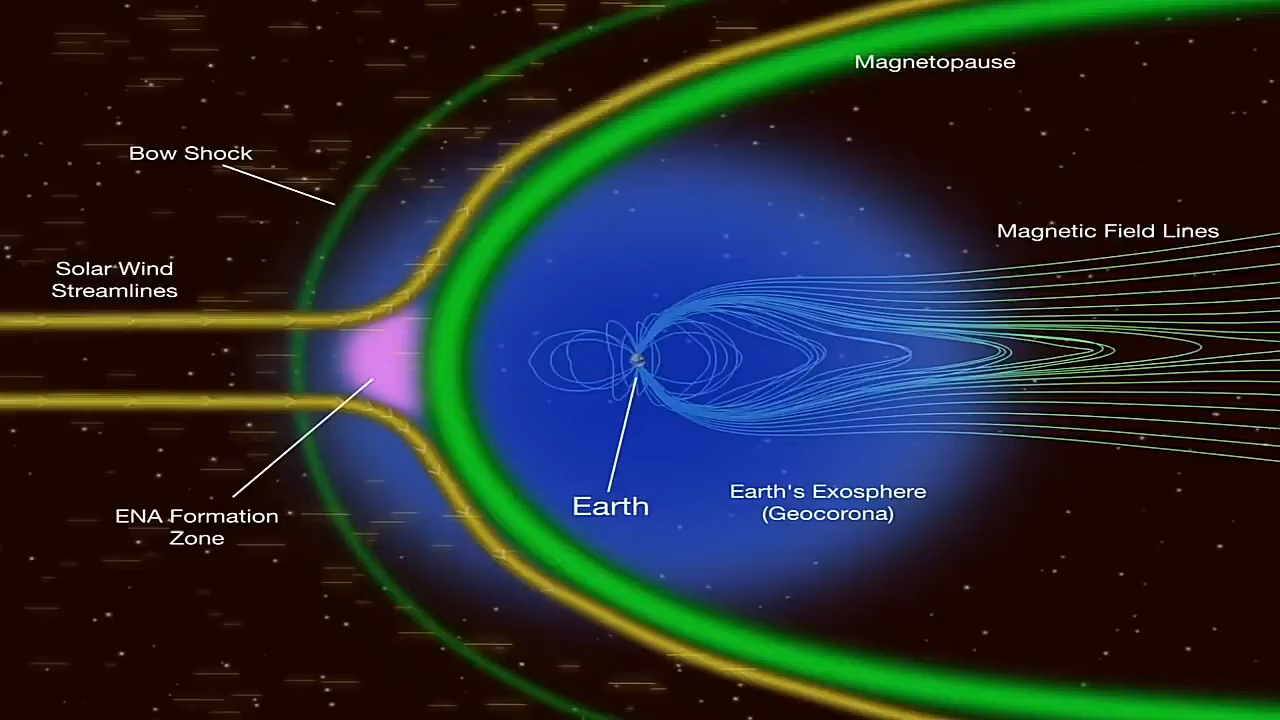 Magnetopause
Bow Shock
Magnetic Field Lines
Solar Wind
Streamlines
Earth
Earth's Exosphere
(Geocorona)
ENA Formation
Zone